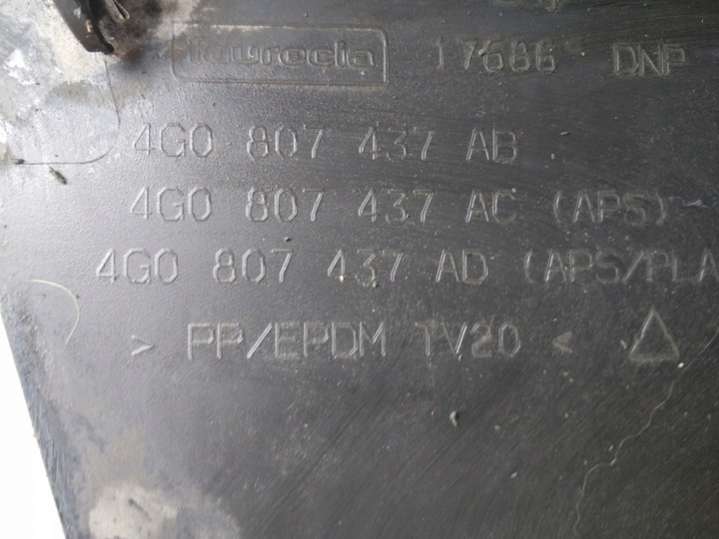 faurecia 17686 DNP
4G0 807 437 AB
4G0 807 437 AC (APS)
4G0 807 437 AD (APS/PLA
> PP/EPDM TV20 <